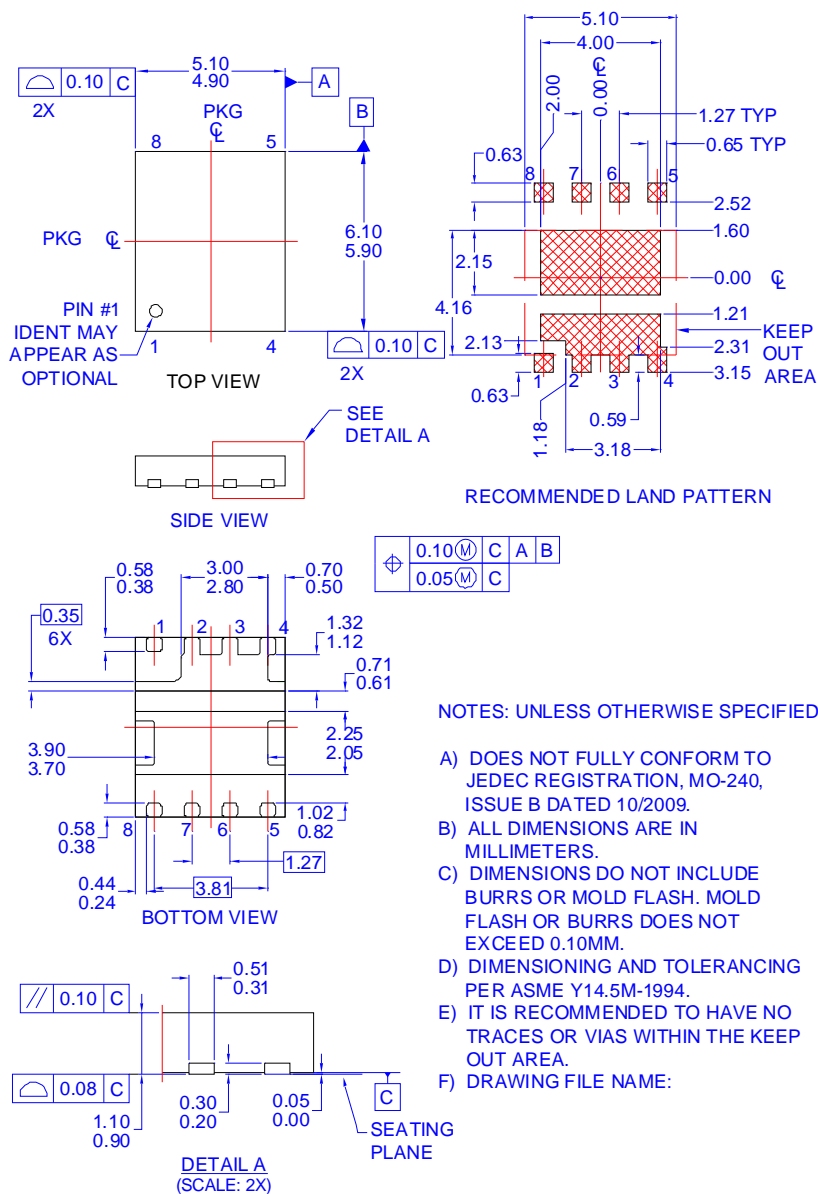 5.10
4.90
⌓ 0.10 C
2X
A
PKG
℄
B
8 5
PKG ℄
6.10
5.90
PIN #1
IDENT MAY
APPEAR AS
OPTIONAL
1 4
⌓ 0.10 C
2X
TOP VIEW
5.10
4.00
℄
2.00
0.00
1.27 TYP
0.65 TYP
0.63
8 7 6 5
2.52
1.60
2.15
0.00 ℄
4.16
1.21
KEEP
OUT
AREA
2.13
2.31
3.15
1 2 3 4
0.63
0.59
1.18
3.18
RECOMMENDED LAND PATTERN
SEE
DETAIL A
SIDE VIEW
⌖ 0.10Ⓜ C A B
0.05Ⓜ C
0.58
0.38
3.00
2.80
0.70
0.50
0.35
6X
1 2 3 4
1.32
1.12
0.71
0.61
3.90
3.70
2.25
2.05
0.58
0.38
8 7 6 5
1.02
0.82
1.27
0.44
0.24
3.81
BOTTOM VIEW
NOTES: UNLESS OTHERWISE SPECIFIED
A) DOES NOT FULLY CONFORM TO
JEDEC REGISTRATION, MO-240,
ISSUE B DATED 10/2009.
B) ALL DIMENSIONS ARE IN
MILLIMETERS.
C) DIMENSIONS DO NOT INCLUDE
BURRS OR MOLD FLASH. MOLD
FLASH OR BURRS DOES NOT
EXCEED 0.10MM.
D) DIMENSIONING AND TOLERANCING
PER ASME Y14.5M-1994.
E) IT IS RECOMMENDED TO HAVE NO
TRACES OR VIAS WITHIN THE KEEP
OUT AREA.
F) DRAWING FILE NAME:
0.51
0.31
// 0.10 C
⌓ 0.08 C
1.10
0.90
0.30
0.20
0.05
0.00
C
SEATING
PLANE
DETAIL A
(SCALE: 2X)